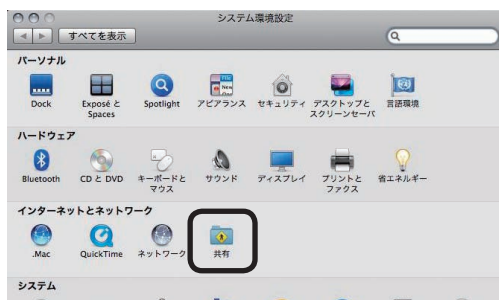 システム環境設定
すべてを表示
パーソナル
Dock
Exposé と
Spaces
Spotlight
アピアランス
セキュリティ
デスクトップと
スクリーンセーバ
言語環境
ハードウェア
Bluetooth
CD と DVD
キーボードと
マウス
サウンド
ディスプレイ
プリントと
ファクス
省エネルギー
インターネットとネットワーク
.Mac
QuickTime
ネットワーク
共有
システム